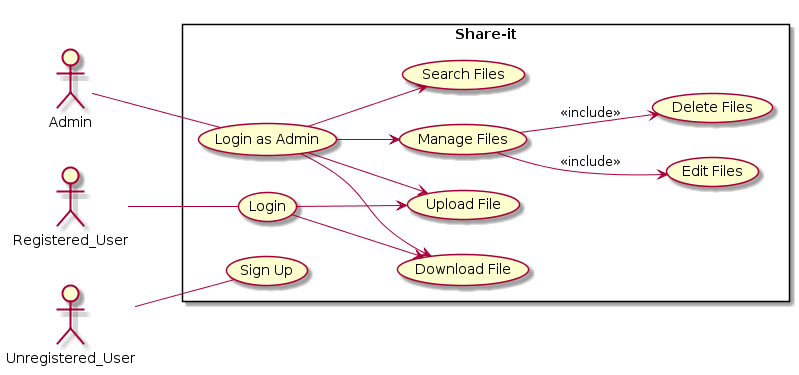 Share-it
Search Files
Admin
«include»
Delete Files
Login as Admin
Manage Files
«include»
Edit Files
Login
Upload File
Registered_User
Sign Up
Download File
Unregistered_User